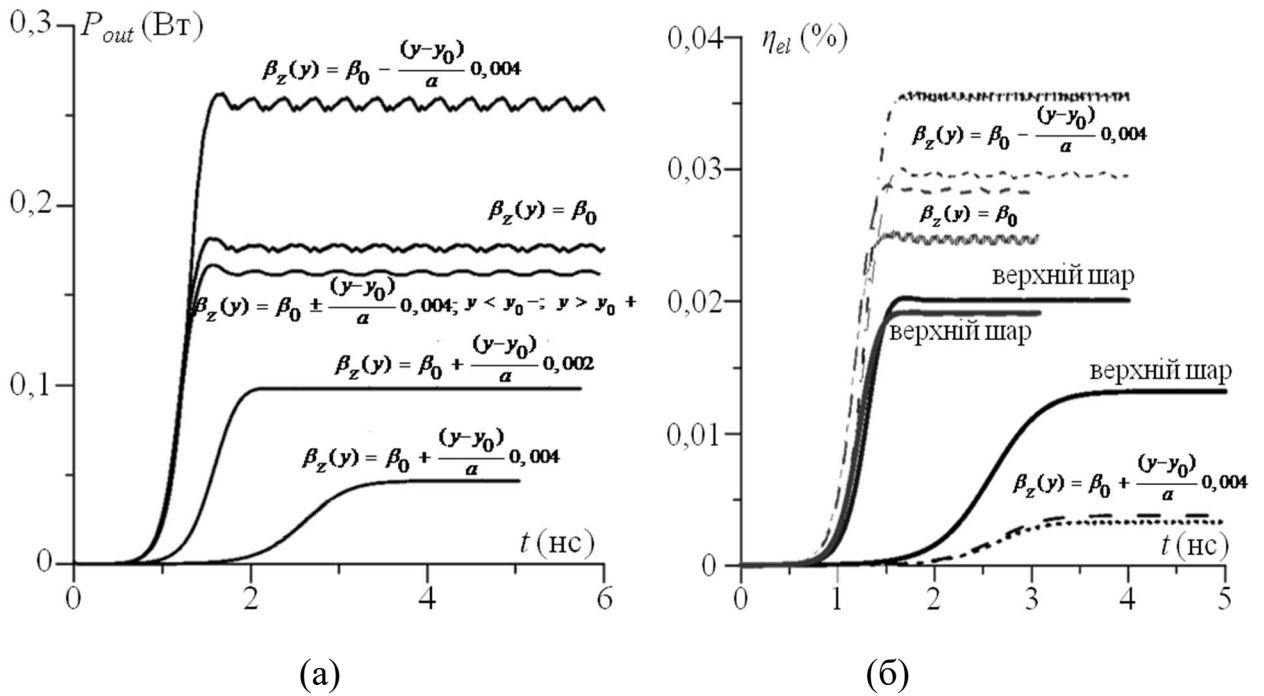 P_out (Вт)
0,3
0,2
0,1
0
β_z(y) = β_0 − (y−y_0)/a 0,004
β_z(y) = β_0
β_z(y) = β_0 ± (y−y_0)/a 0,004; y < y_0 −; y > y_0 +
β_z(y) = β_0 + (y−y_0)/a 0,002
β_z(y) = β_0 + (y−y_0)/a 0,004
t (нс)
0 2 4 6
(а)
η_el (%)
0,04
0,03
0,02
0,01
0
β_z(y) = β_0 − (y−y_0)/a 0,004
β_z(y) = β_0
верхній шар
верхній шар
верхній шар
β_z(y) = β_0 + (y−y_0)/a 0,004
t (нс)
0 1 2 3 4 5
(б)